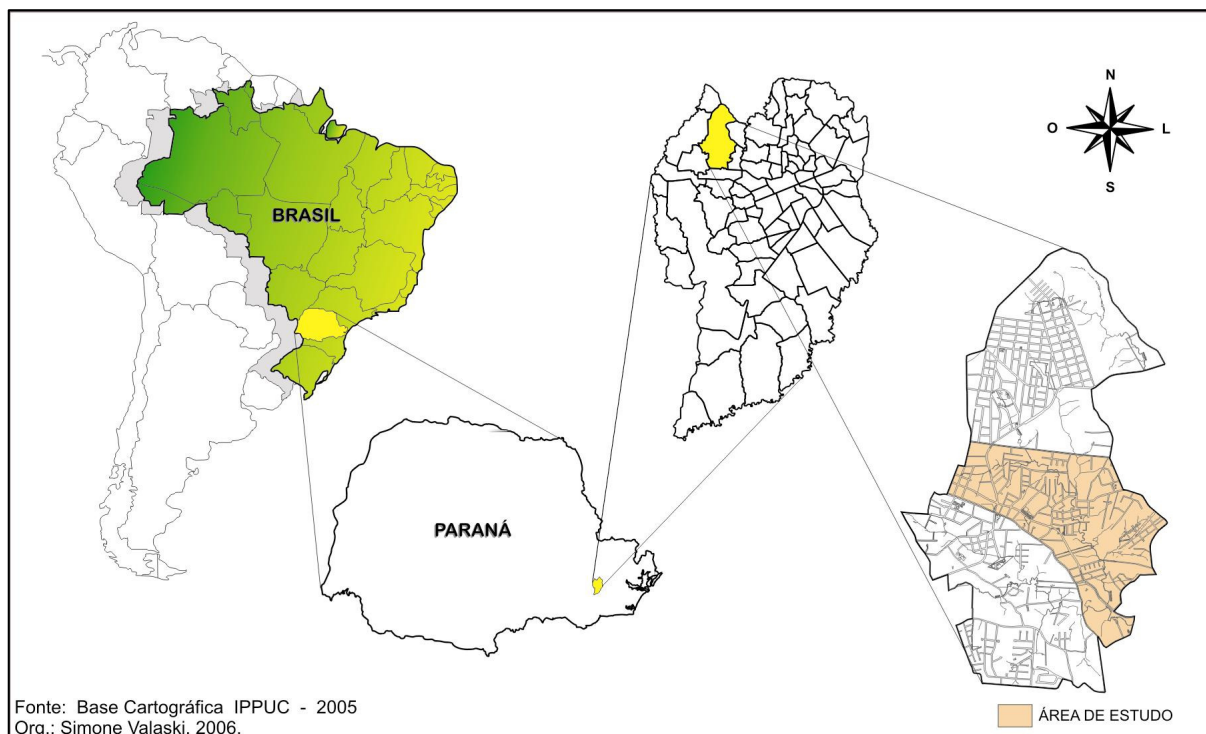 BRASIL
N
O
L
S
PARANÁ
Fonte: Base Cartográfica IPPUC - 2005
Org.: Simone Valaski, 2006.
ÁREA DE ESTUDO